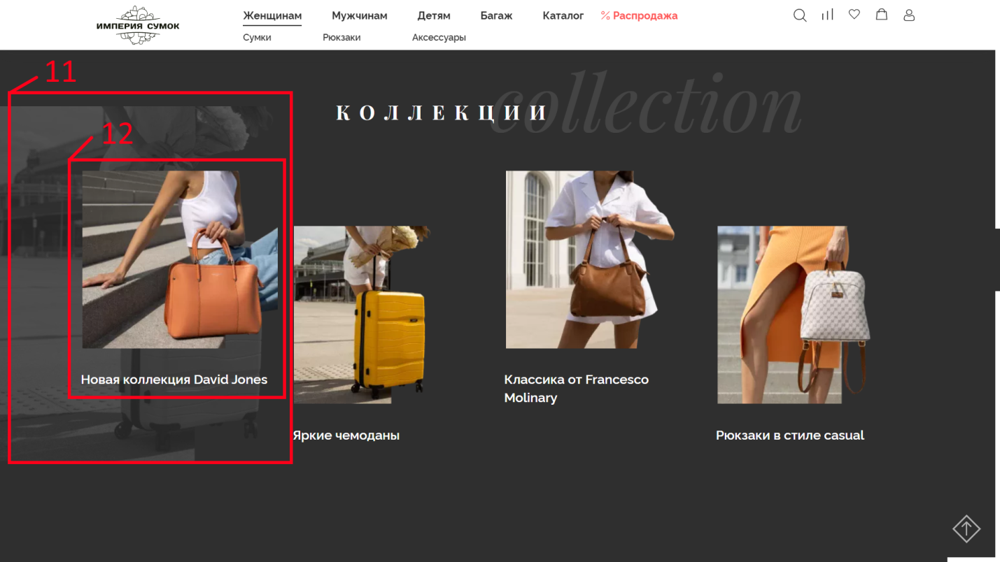 ИМПЕРИЯ СУМОК
Женщинам Мужчинам Детям Багаж Каталог % Распродажа
Сумки Рюкзаки Аксессуары
11
collection
КОЛЛЕКЦИИ
12
Новая коллекция David Jones
Яркие чемоданы
Классика от Francesco
Molinary
Рюкзаки в стиле casual